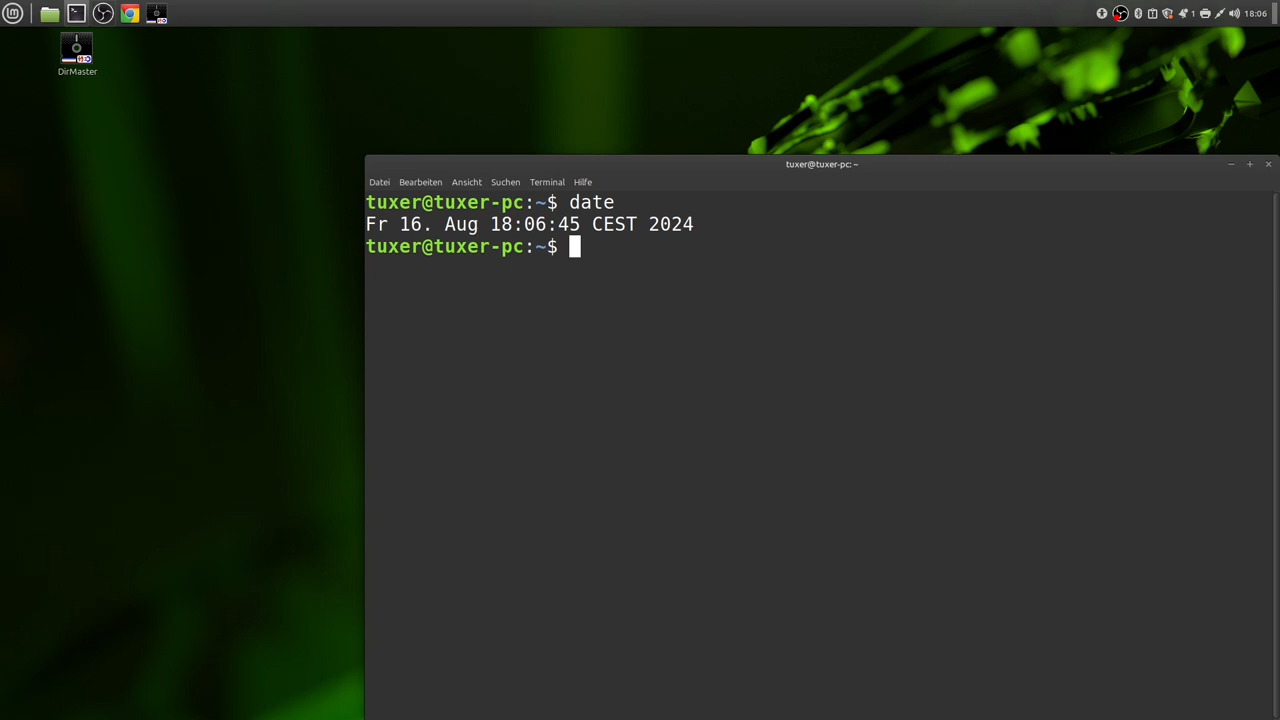 1
18:06
DirMaster
tuxer@tuxer-pc: ~
Datei Bearbeiten Ansicht Suchen Terminal Hilfe
tuxer@tuxer-pc:~$ date
Fr 16. Aug 18:06:45 CEST 2024
tuxer@tuxer-pc:~$